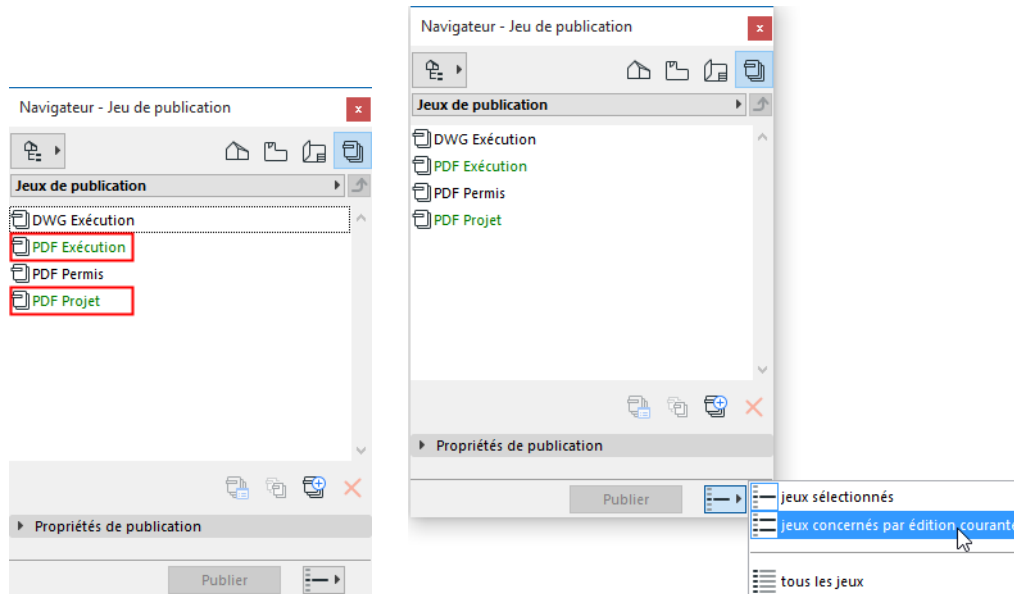 Navigateur - Jeu de publication
Jeux de publication
DWG Exécution
PDF Exécution
PDF Permis
PDF Projet
Propriétés de publication
Publier
Navigateur - Jeu de publication
Jeux de publication
DWG Exécution
PDF Exécution
PDF Permis
PDF Projet
Propriétés de publication
Publier
jeux sélectionnés
jeux concernés par édition courante
tous les jeux